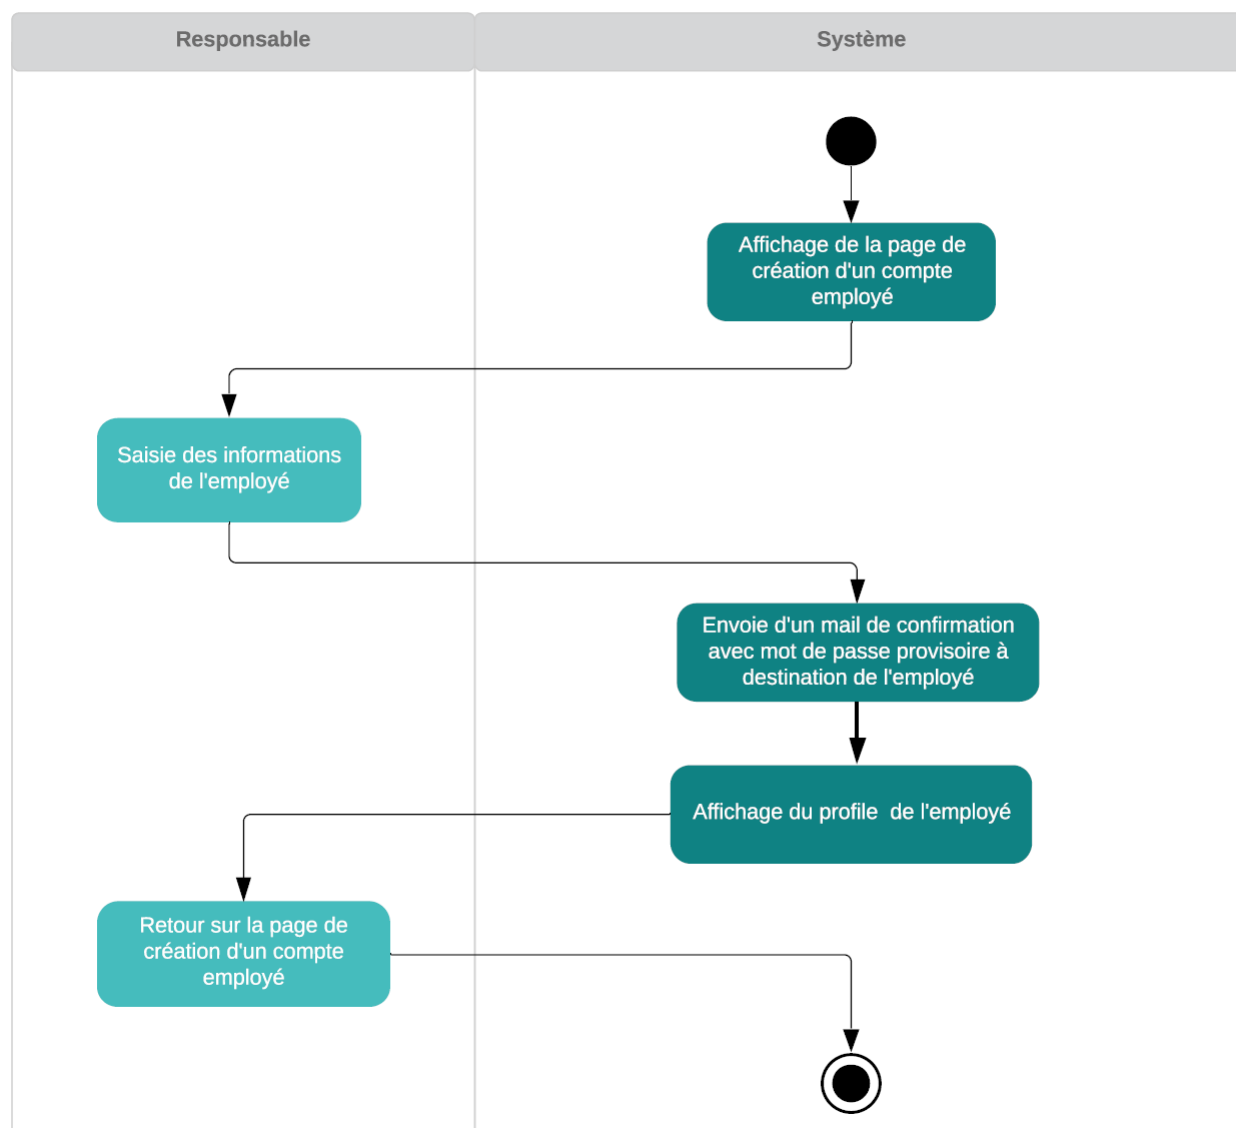 Responsable
Système
Affichage de la page de
création d'un compte
employé
Saisie des informations
de l'employé
Envoie d'un mail de confirmation
avec mot de passe provisoire à
destination de l'employé
Affichage du profile  de l'employé
Retour sur la page de
création d'un compte
employé